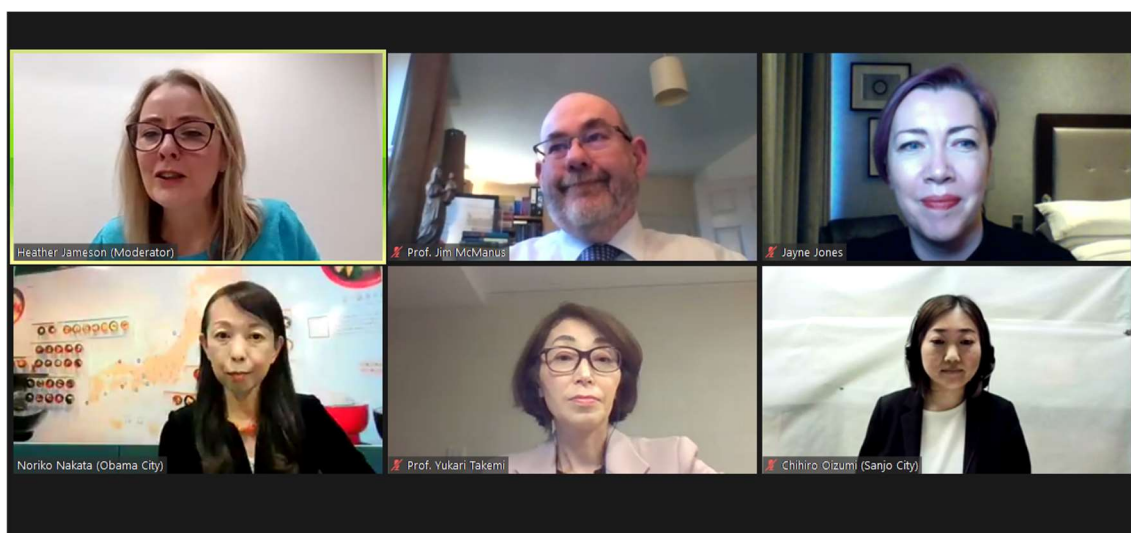 Heather Jameson (Moderator)
Prof. Jim McManus
Jayne Jones
Noriko Nakata (Obama City)
Prof. Yukari Takemi
Chihiro Oizumi (Sanjo City)